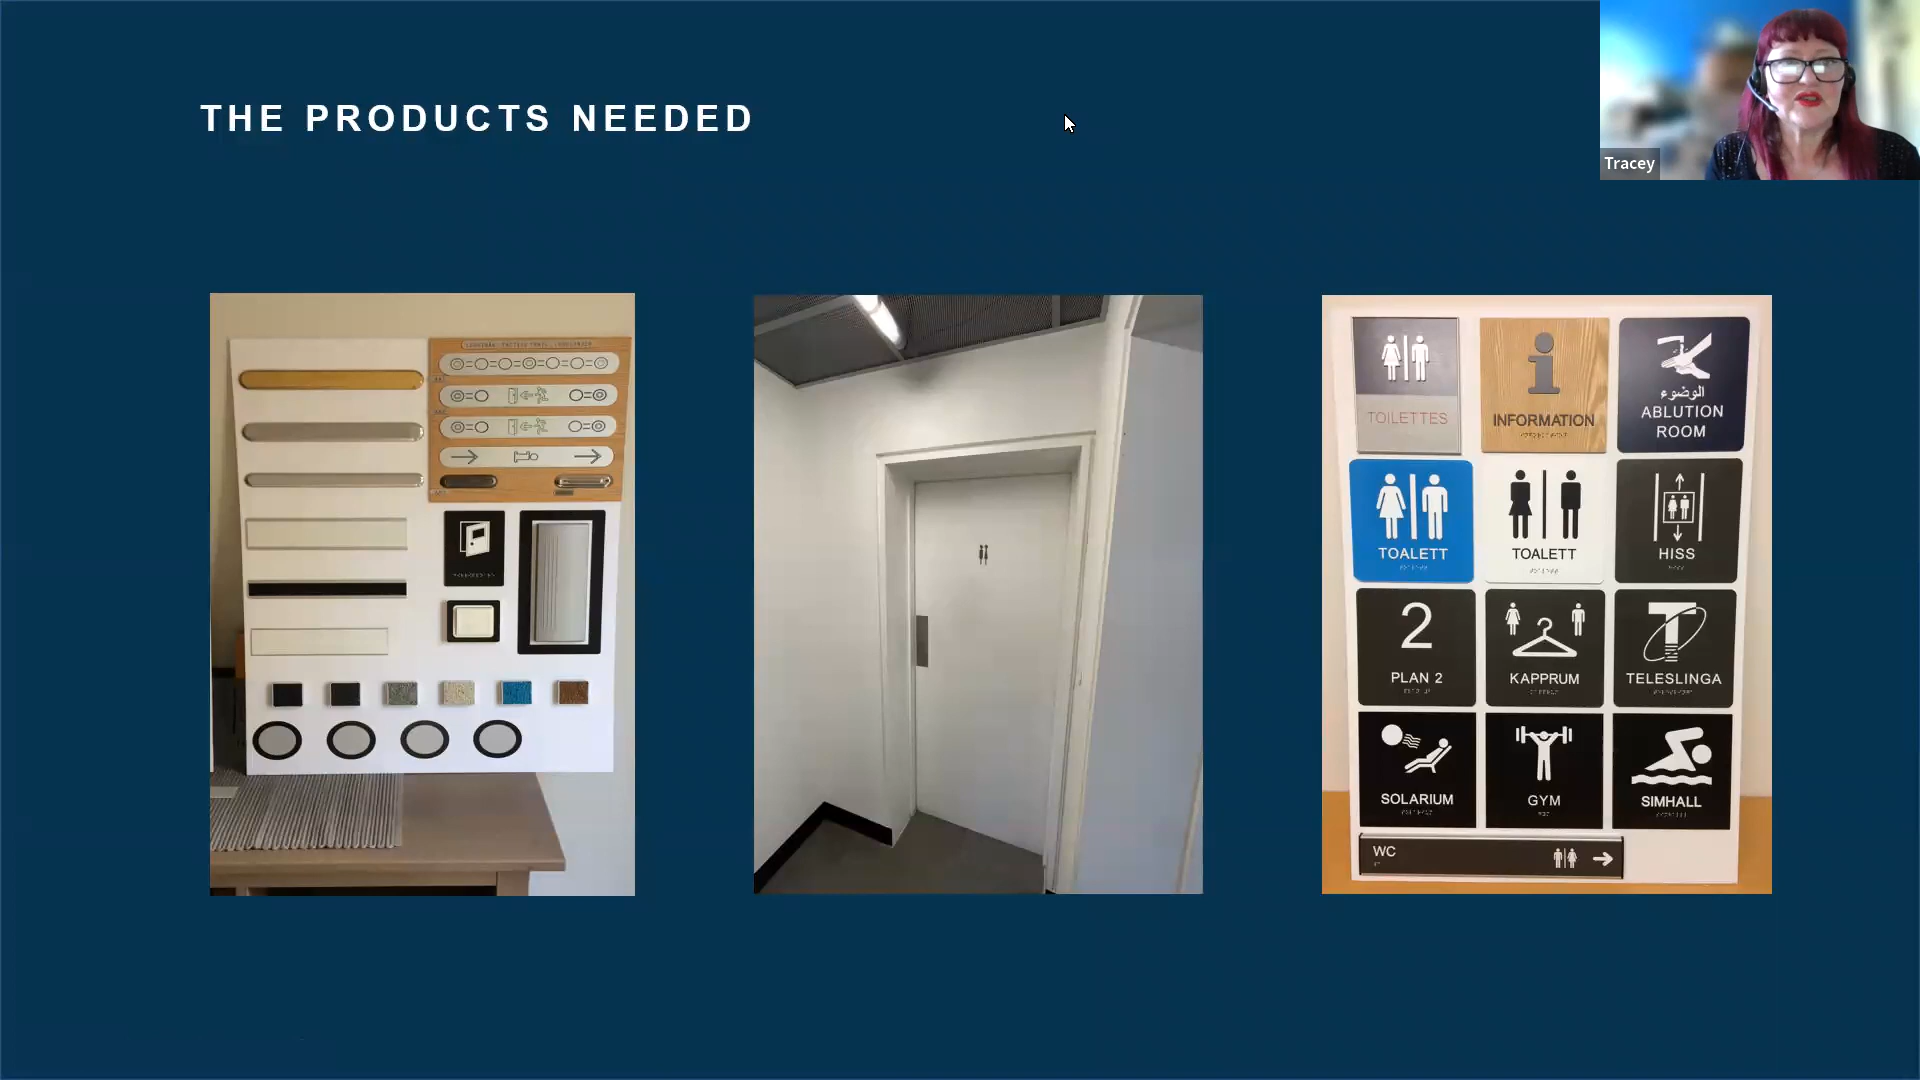 THE PRODUCTS NEEDED
Tracey
TOILETTES
INFORMATION
الوضوء
ABLUTION
ROOM
TOALETT
TOALETT
HISS
2
PLAN 2
KAPPRUM
TELESLINGA
SOLARIUM
GYM
SIMHALL
WC